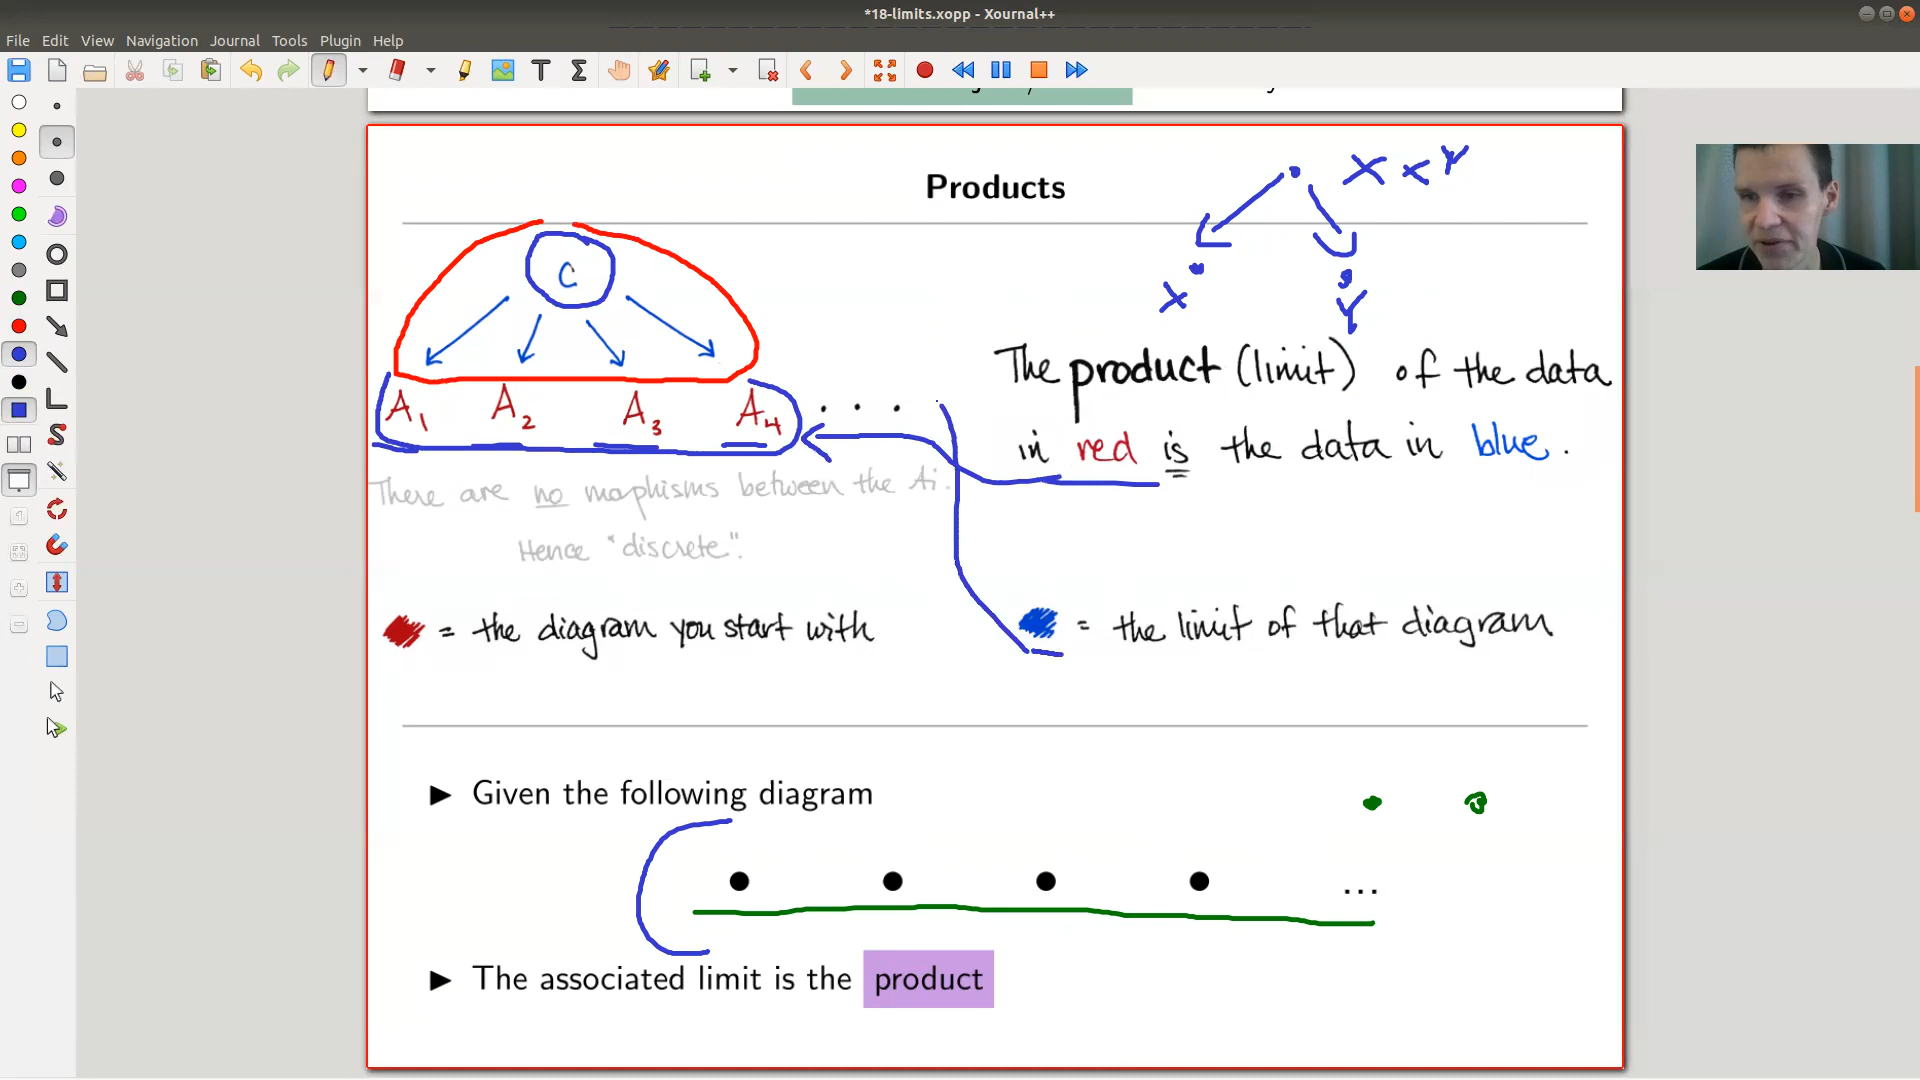 *18-limits.xopp - Xournal++
File Edit View Navigation Journal Tools Plugin Help
Products
X × Y
X
Y
C
A1 A2 A3 A4 . . .
The product (limit) of the data
in red is the data in blue.
There are no morphisms between the Ai.
Hence "discrete".
= the diagram you start with
= the limit of that diagram
► Given the following diagram
...
► The associated limit is the product